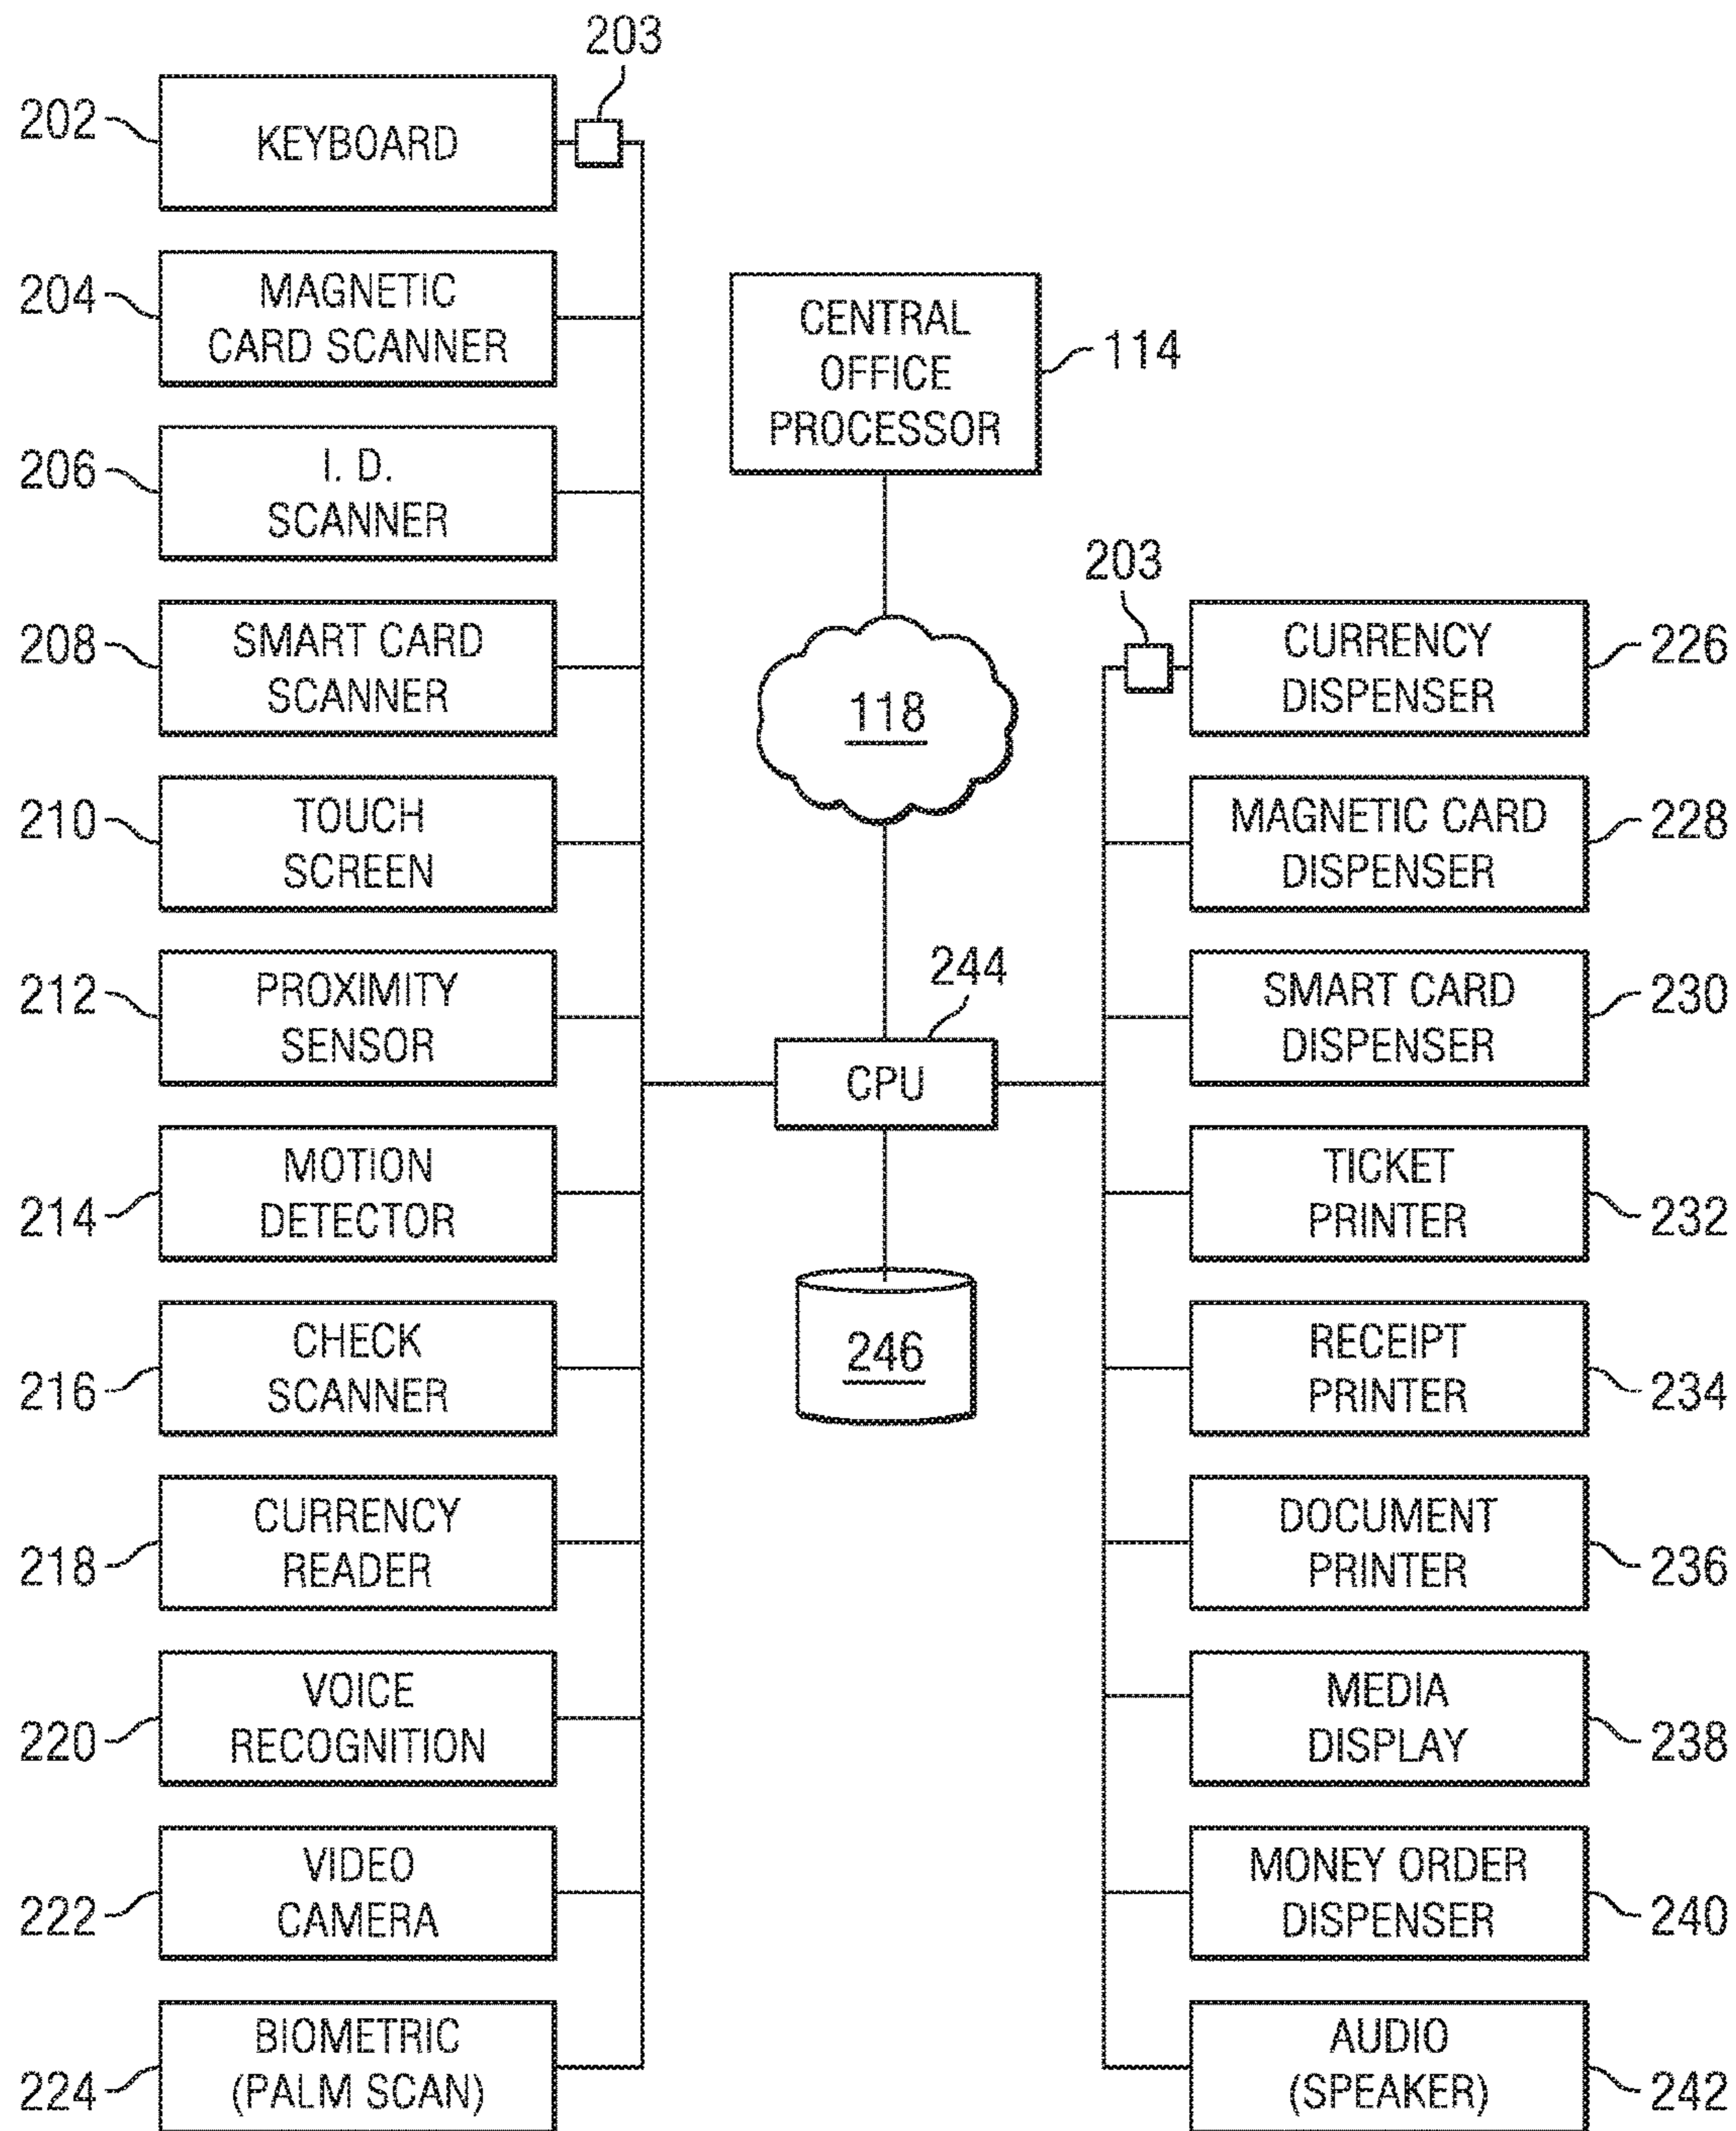 203
202
KEYBOARD
204
MAGNETIC
CARD SCANNER
206
I. D.
SCANNER
208
SMART CARD
SCANNER
210
TOUCH
SCREEN
212
PROXIMITY
SENSOR
214
MOTION
DETECTOR
216
CHECK
SCANNER
218
CURRENCY
READER
220
VOICE
RECOGNITION
222
VIDEO
CAMERA
224
BIOMETRIC
(PALM SCAN)
CENTRAL
OFFICE
PROCESSOR
114
118
244
CPU
246
203
CURRENCY
DISPENSER
226
MAGNETIC CARD
DISPENSER
228
SMART CARD
DISPENSER
230
TICKET
PRINTER
232
RECEIPT
PRINTER
234
DOCUMENT
PRINTER
236
MEDIA
DISPLAY
238
MONEY ORDER
DISPENSER
240
AUDIO
(SPEAKER)
242